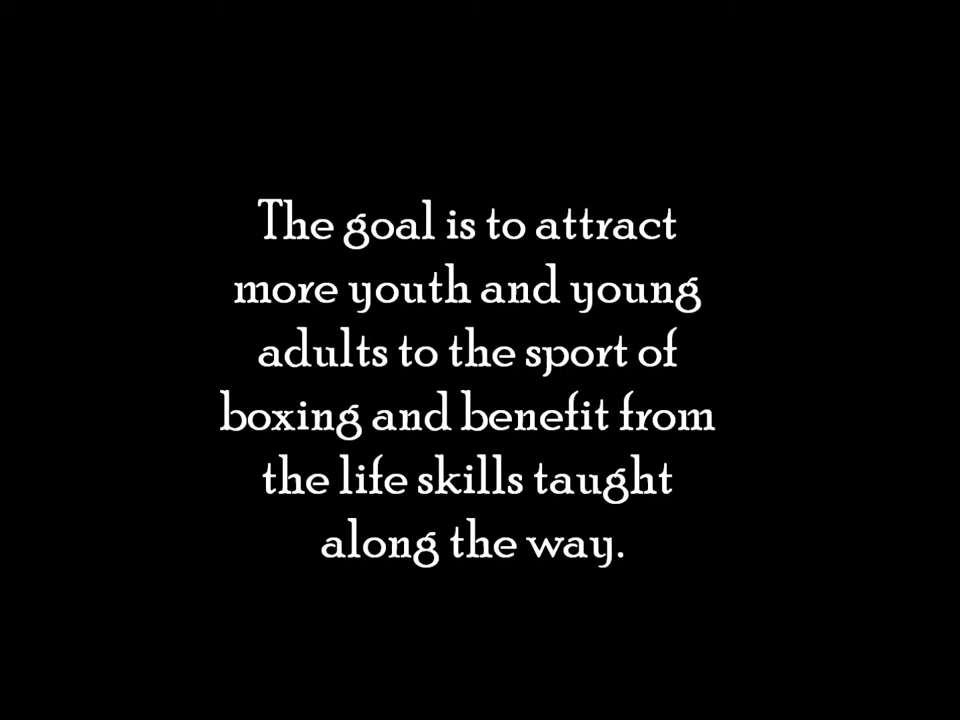 The goal is to attract
more youth and young
adults to the sport of
boxing and benefit from
the life skills taught
along the way.